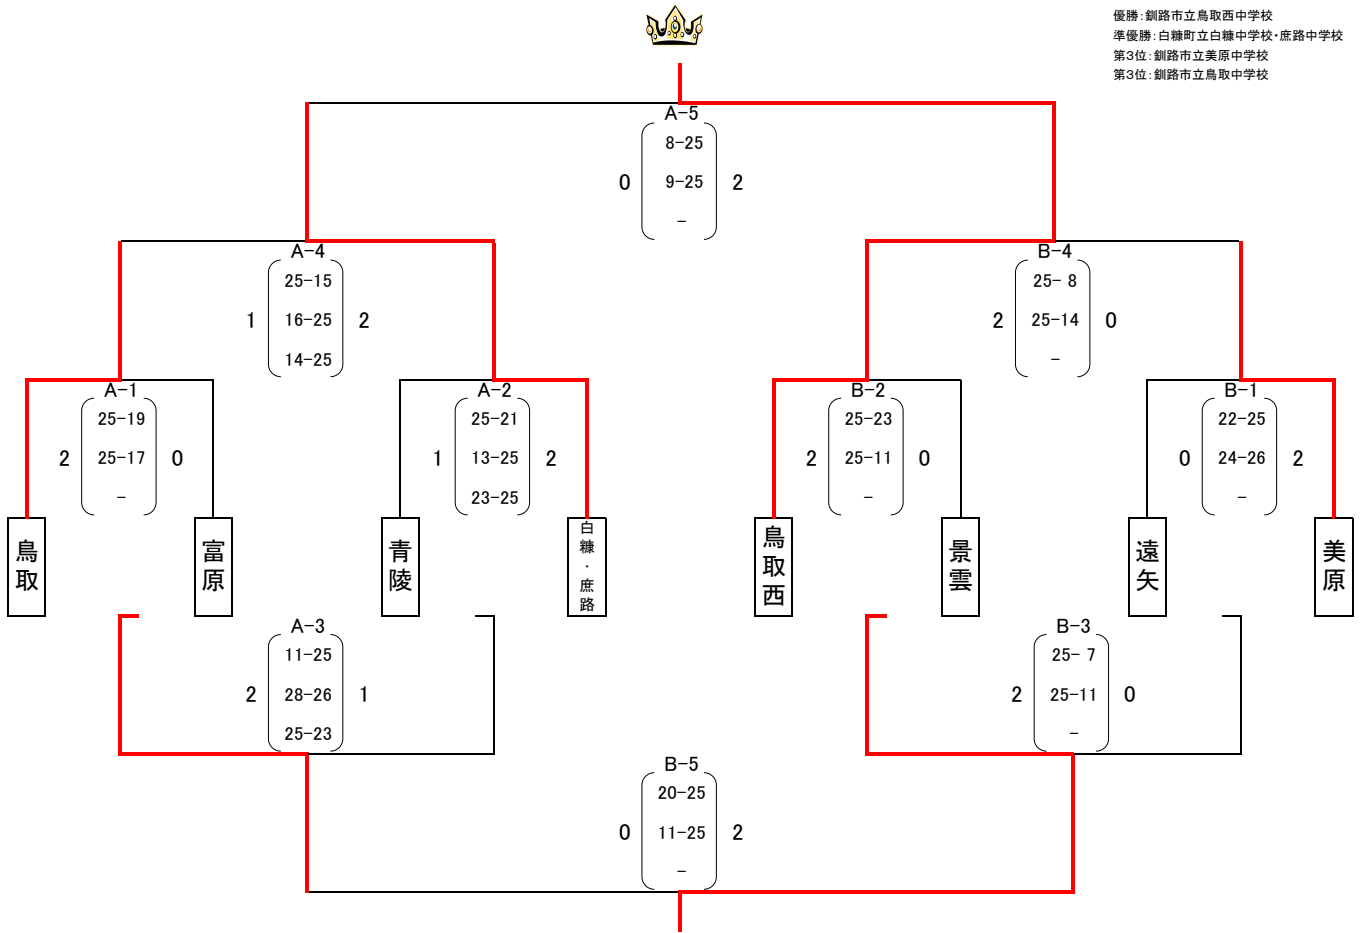 優勝:釧路市立鳥取西中学校
準優勝:白糠町立白糠中学校・庶路中学校
第3位:釧路市立美原中学校
第3位:釧路市立鳥取中学校
A-5
8-25
0 9-25 2
-
A-4
25-15
1 16-25 2
14-25
B-4
25- 8
2 25-14 0
-
A-1
25-19
2 25-17 0
-
A-2
25-21
1 13-25 2
23-25
B-2
25-23
2 25-11 0
-
B-1
22-25
0 24-26 2
-
鳥取
富原
青陵
白糠・庶路
鳥取西
景雲
遠矢
美原
A-3
11-25
2 28-26 1
25-23
B-3
25- 7
2 25-11 0
-
B-5
20-25
0 11-25 2
-